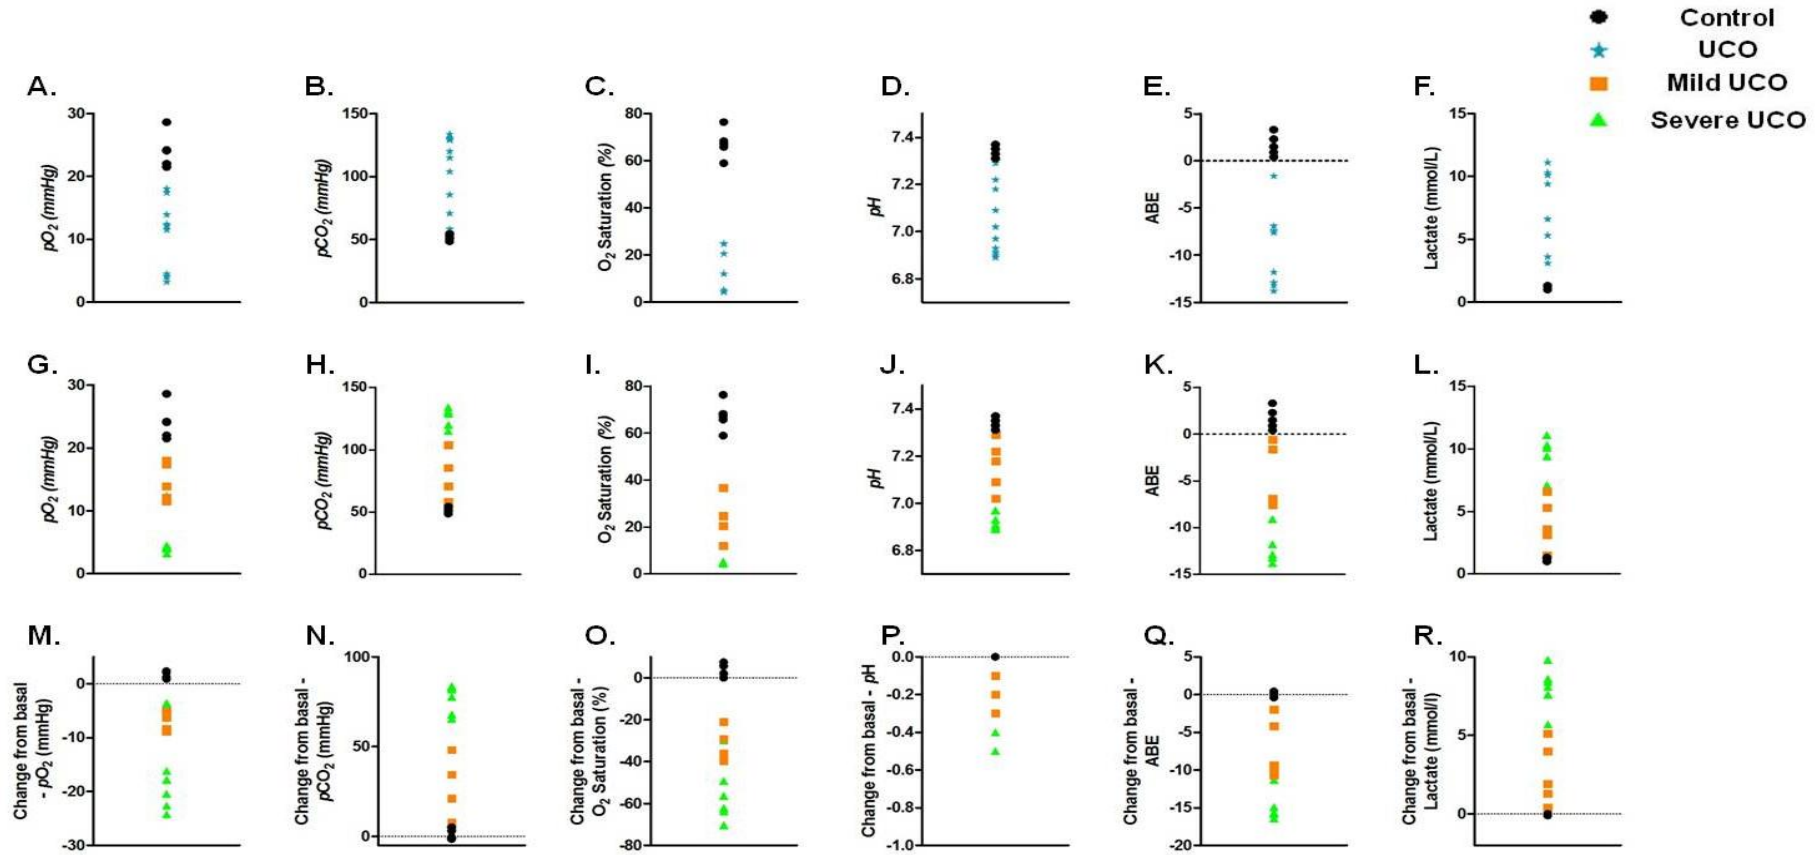 Control
UCO
Mild UCO
Severe UCO
A.
30
20
10
0
pO2 (mmHg)
B.
150
100
50
0
pCO2 (mmHg)
C.
80
60
40
20
0
O2 Saturation (%)
D.
7.4
7.2
7.0
6.8
pH
E.
5
0
-5
-10
-15
ABE
F.
15
10
5
0
Lactate (mmol/L)
G.
30
20
10
0
pO2 (mmHg)
H.
150
100
50
0
pCO2 (mmHg)
I.
80
60
40
20
0
O2 Saturation (%)
J.
7.4
7.2
7.0
6.8
pH
K.
5
0
-5
-10
-15
ABE
L.
15
10
5
0
Lactate (mmol/L)
M.
0
-10
-20
-30
Change from basal
- pO2 (mmHg)
N.
100
50
0
Change from basal -
pCO2 (mmHg)
O.
0
-20
-40
-60
-80
Change from basal -
O2 Saturation (%)
P.
0.0
-0.2
-0.4
-0.6
-0.8
-1.0
Change from basal - pH
Q.
5
0
-5
-10
-15
-20
Change from basal -
ABE
R.
10
5
0
Change from basal -
Lactate (mmol/l)